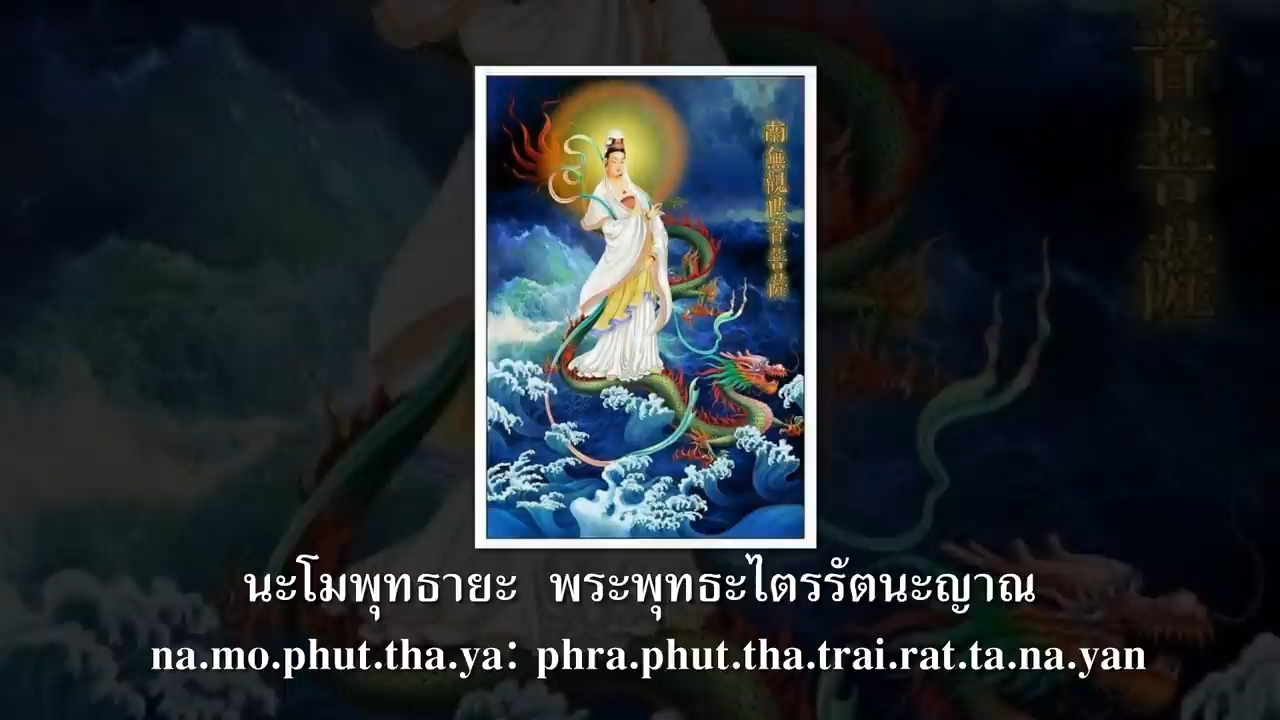 南無觀世音菩薩
音菩薩
นะโมพุทธายะ พระพุทธะไตรรัตนะญาณ
na.mo.phut.tha.ya: phra.phut.tha.trai.rat.ta.na.yan